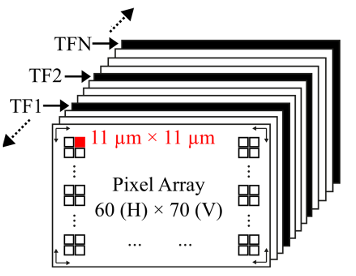 TFN
TF2
TF1
11 µm × 11 µm
Pixel Array
60 (H) × 70 (V)
... ...